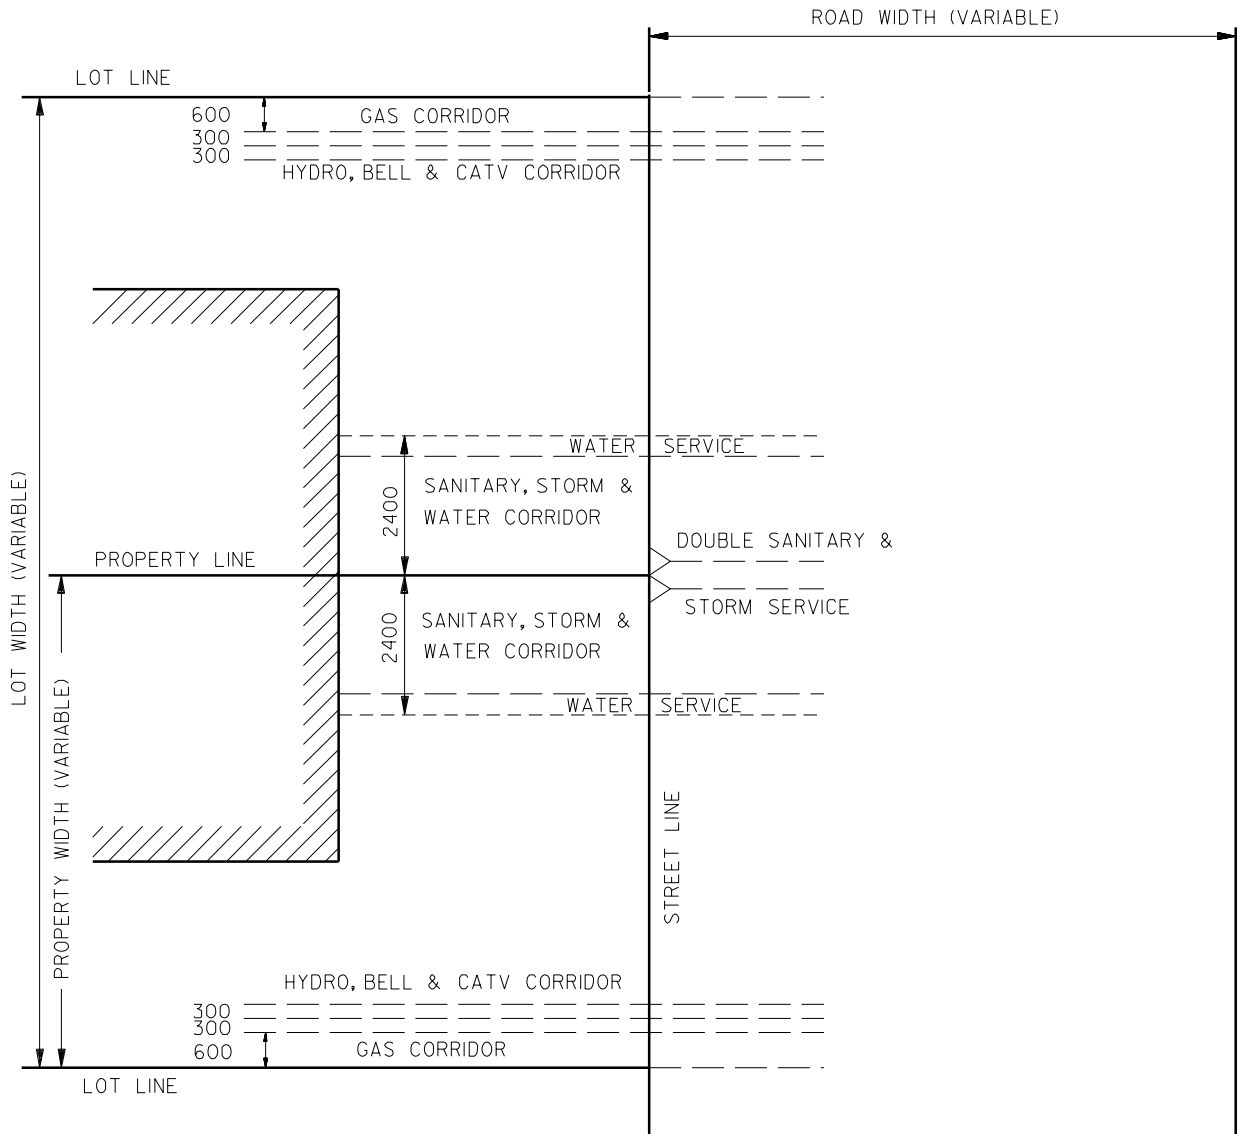 ROAD WIDTH (VARIABLE)
LOT LINE
600
GAS CORRIDOR
300
300
HYDRO, BELL & CATV CORRIDOR
WATER SERVICE
SANITARY, STORM &
WATER CORRIDOR
2400
DOUBLE SANITARY &
PROPERTY LINE
STORM SERVICE
SANITARY, STORM &
WATER CORRIDOR
2400
LOT WIDTH (VARIABLE)
WATER SERVICE
PROPERTY WIDTH (VARIABLE)
STREET LINE
HYDRO, BELL & CATV CORRIDOR
300
300
600
GAS CORRIDOR
LOT LINE